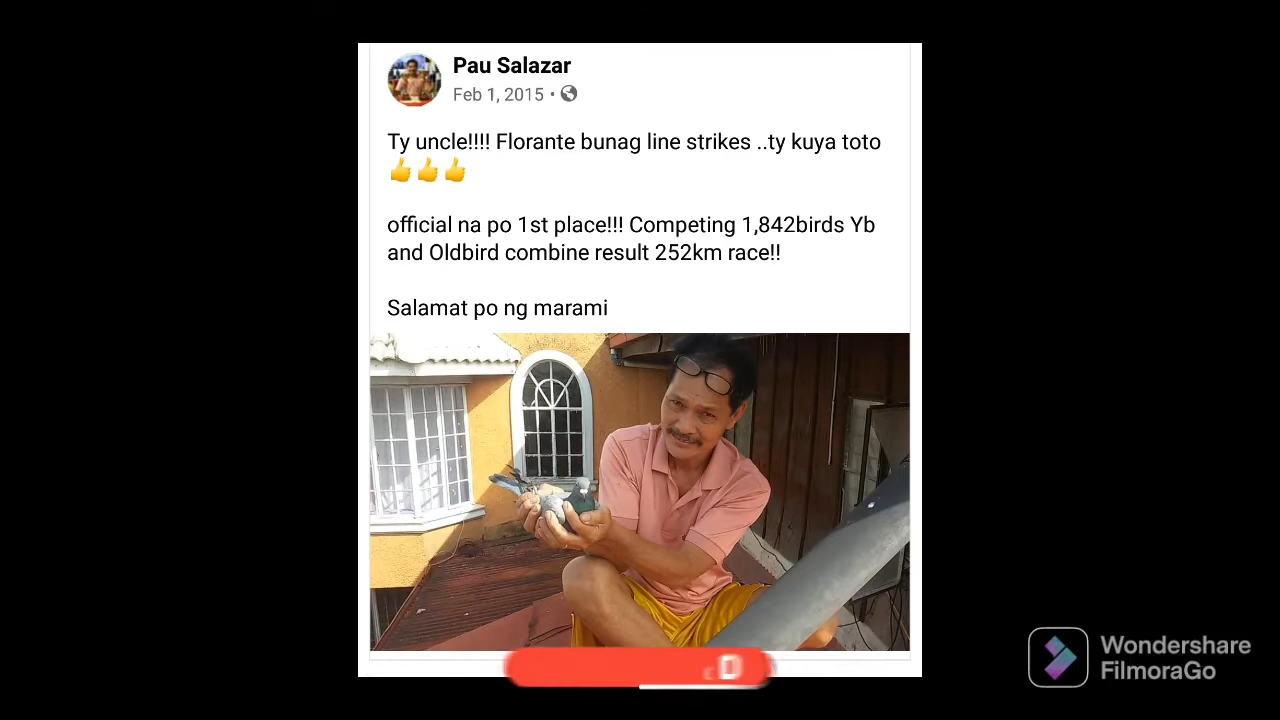 Pau Salazar
Feb 1, 2015 •
Ty uncle!!!! Florante bunag line strikes ..ty kuya toto
👍👍👍
official na po 1st place!!! Competing 1,842birds Yb
and Oldbird combine result 252km race!!
Salamat po ng marami
Wondershare
FilmoraGo